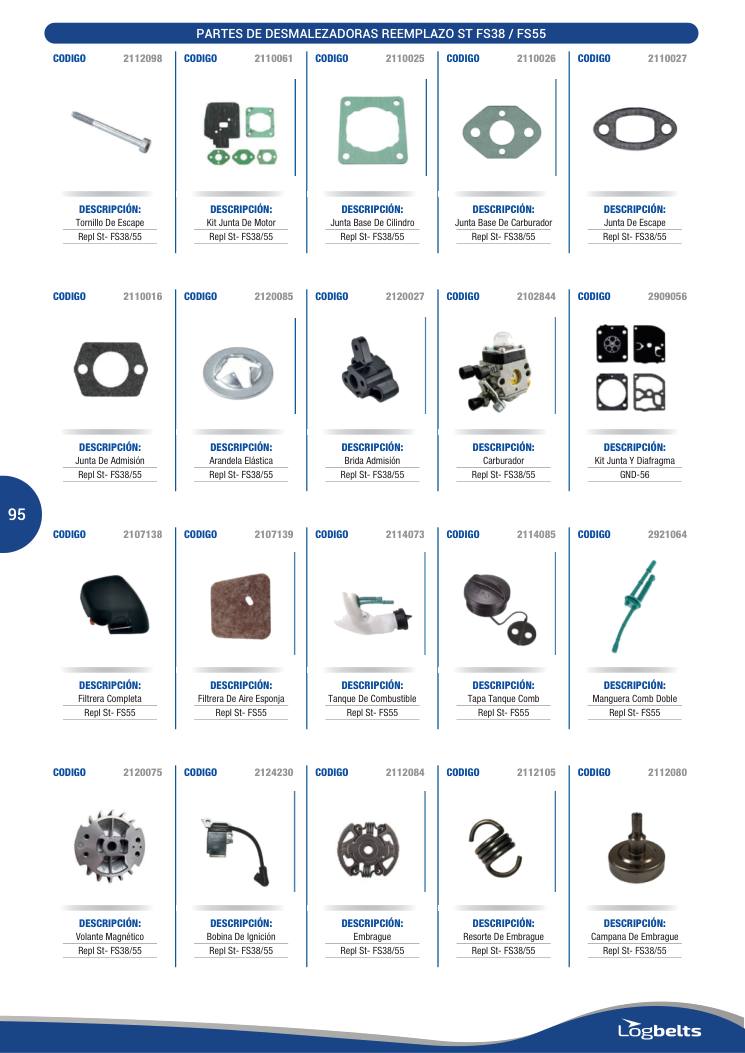 PARTES DE DESMALEZADORAS REEMPLAZO ST FS38 / FS55
CODIGO 2112098
DESCRIPCIÓN:
Tornillo De Escape
Repl St- FS38/55
CODIGO 2110061
DESCRIPCIÓN:
Kit Junta De Motor
Repl St- FS38/55
CODIGO 2110025
DESCRIPCIÓN:
Junta Base De Cilindro
Repl St- FS38/55
CODIGO 2110026
DESCRIPCIÓN:
Junta Base De Carburador
Repl St- FS38/55
CODIGO 2110027
DESCRIPCIÓN:
Junta De Escape
Repl St- FS38/55
CODIGO 2110016
DESCRIPCIÓN:
Junta De Admisión
Repl St- FS38/55
CODIGO 2120085
DESCRIPCIÓN:
Arandela Elástica
Repl St- FS38/55
CODIGO 2120027
DESCRIPCIÓN:
Brida Admisión
Repl St- FS38/55
CODIGO 2102844
DESCRIPCIÓN:
Carburador
Repl St- FS38/55
CODIGO 2909056
DESCRIPCIÓN:
Kit Junta Y Diafragma
GND-56
95
CODIGO 2107138
DESCRIPCIÓN:
Filtrera Completa
Repl St- FS55
CODIGO 2107139
DESCRIPCIÓN:
Filtrera De Aire Esponja
Repl St- FS55
CODIGO 2114073
DESCRIPCIÓN:
Tanque De Combustible
Repl St- FS55
CODIGO 2114085
DESCRIPCIÓN:
Tapa Tanque Comb
Repl St- FS55
CODIGO 2921064
DESCRIPCIÓN:
Manguera Comb Doble
Repl St- FS55
CODIGO 2120075
DESCRIPCIÓN:
Volante Magnético
Repl St- FS38/55
CODIGO 2124230
DESCRIPCIÓN:
Bobina De Ignición
Repl St- FS38/55
CODIGO 2112084
DESCRIPCIÓN:
Embrague
Repl St- FS38/55
CODIGO 2112105
DESCRIPCIÓN:
Resorte De Embrague
Repl St- FS38/55
CODIGO 2112080
DESCRIPCIÓN:
Campana De Embrague
Repl St- FS38/55
Logbelts